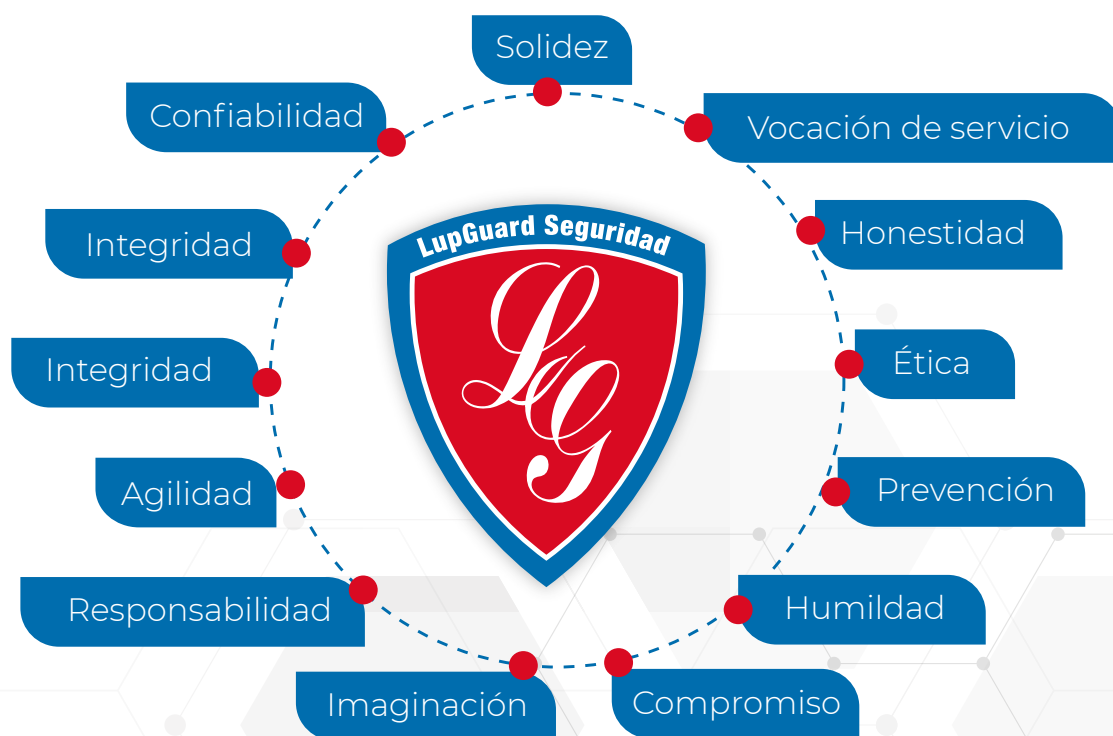 Solidez
Confiabilidad
Vocación de servicio
LupGuard Seguridad
Integridad
Honestidad
LG
Integridad
Ética
Agilidad
Prevención
Responsabilidad
Humildad
Imaginación
Compromiso